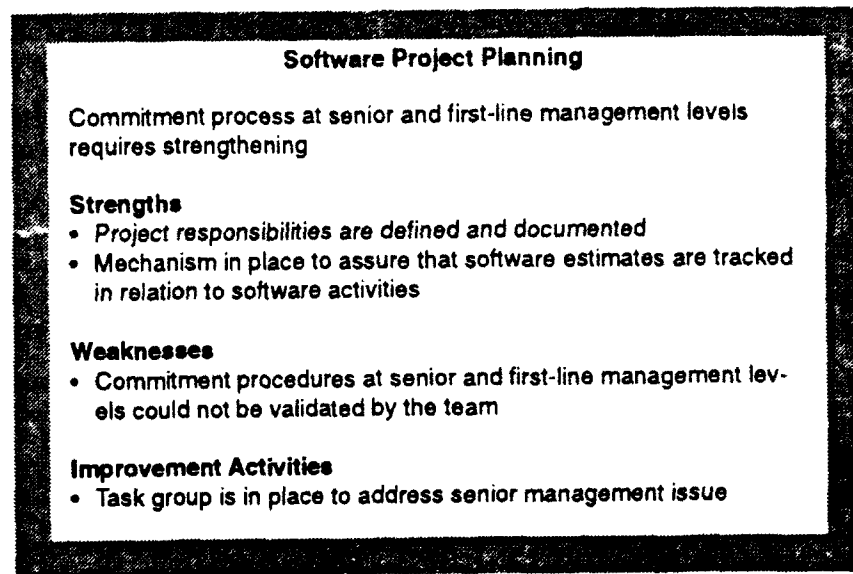 Software Project Planning
Commitment process at senior and first-line management levels
requires strengthening
Strengths
• Project responsibilities are defined and documented
• Mechanism in place to assure that software estimates are tracked
in relation to software activities
Weaknesses
• Commitment procedures at senior and first-line management lev-
els could not be validated by the team
Improvement Activities
• Task group is in place to address senior management issue